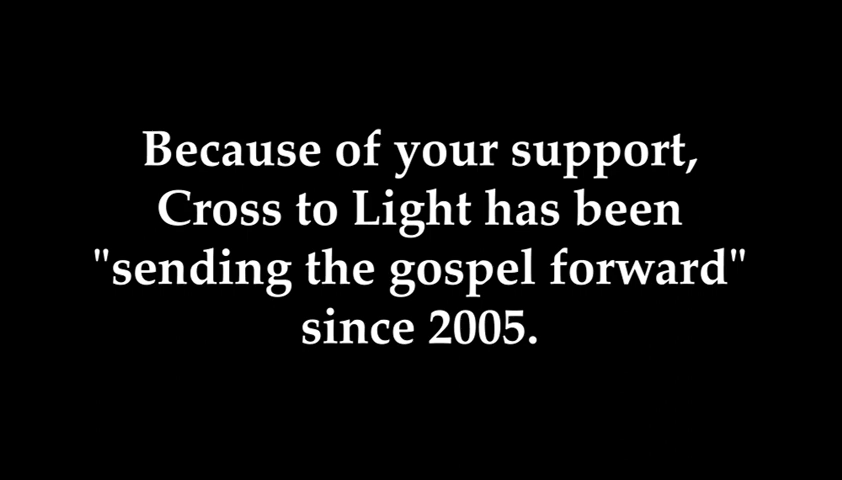 Because of your support,
Cross to Light has been
"sending the gospel forward"
since 2005.